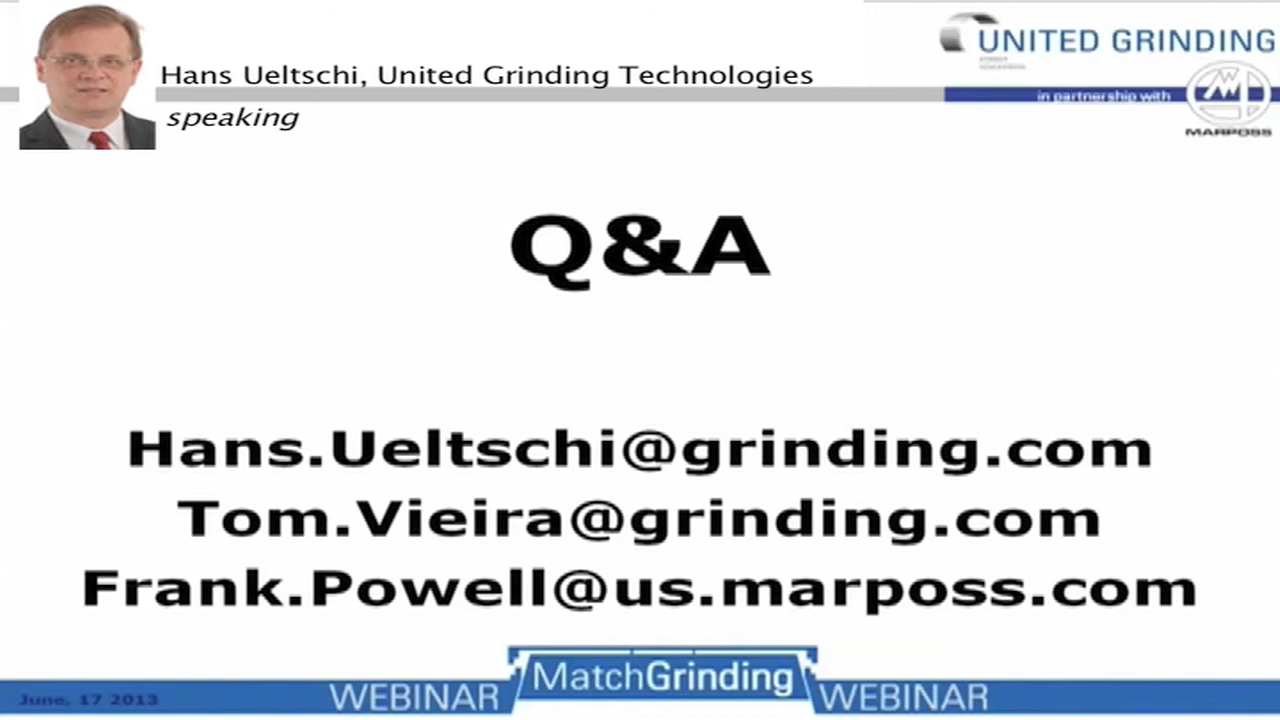 Hans Ueltschi, United Grinding Technologies
speaking
UNITED GRINDING
in partnership with
MARPOSS
Q&A
Hans.Ueltschi@grinding.com
Tom.Vieira@grinding.com
Frank.Powell@us.marposs.com
June, 17 2013
WEBINAR MatchGrinding WEBINAR